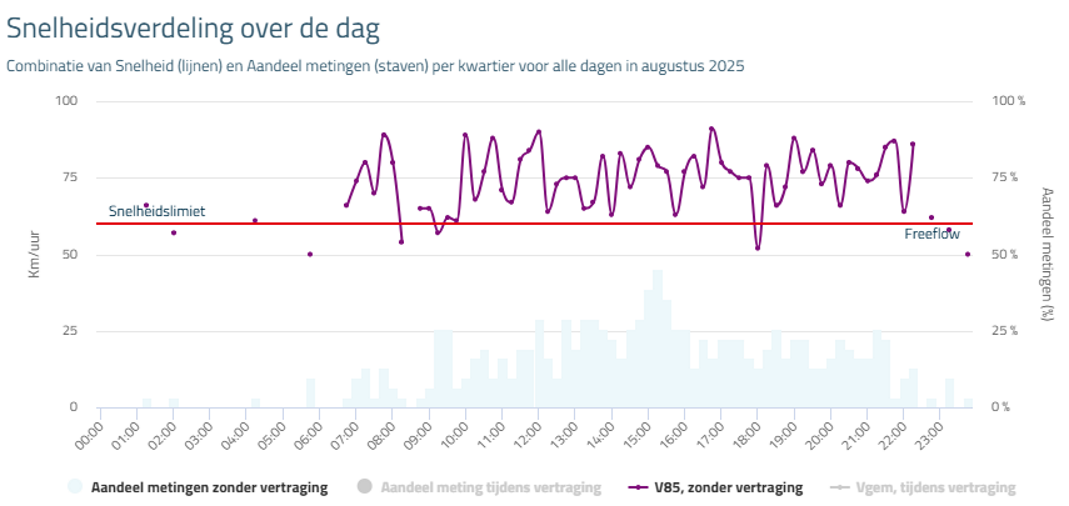 Snelheidsverdeling over de dag
Combinatie van Snelheid (lijnen) en Aandeel metingen (staven) per kwartier voor alle dagen in augustus 2025
100
100 %
75
75 %
Snelheidslimiet
Freeflow
50
50 %
25
25 %
0
0 %
Km/uur
Aandeel metingen (%)
00:00 01:00 02:00 03:00 04:00 05:00 06:00 07:00 08:00 09:00 10:00 11:00 12:00 13:00 14:00 15:00 16:00 17:00 18:00 19:00 20:00 21:00 22:00 23:00
Aandeel metingen zonder vertraging
Aandeel meting tijdens vertraging
V85, zonder vertraging
Vgem, tijdens vertraging